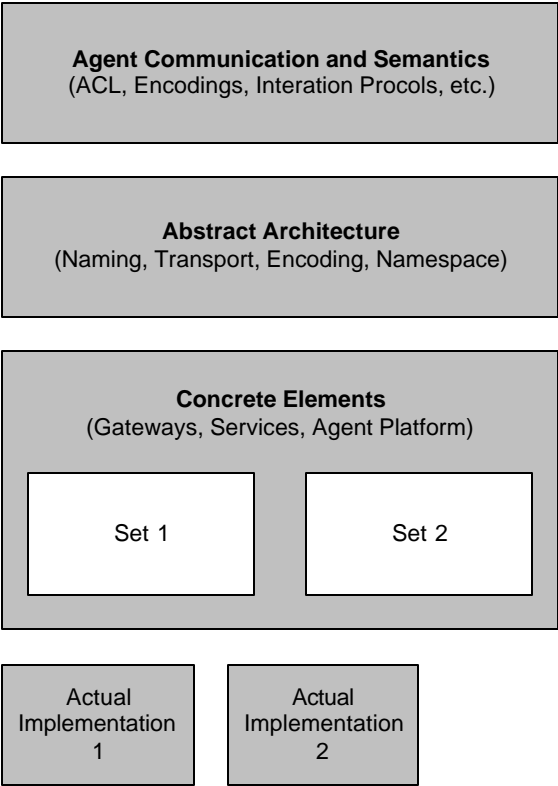 Agent Communication and Semantics
(ACL, Encodings, Interation Procols, etc.)
Abstract Architecture
(Naming, Transport, Encoding, Namespace)
Concrete Elements
(Gateways, Services, Agent Platform)
Set 1
Set 2
Actual
Implementation
1
Actual
Implementation
2